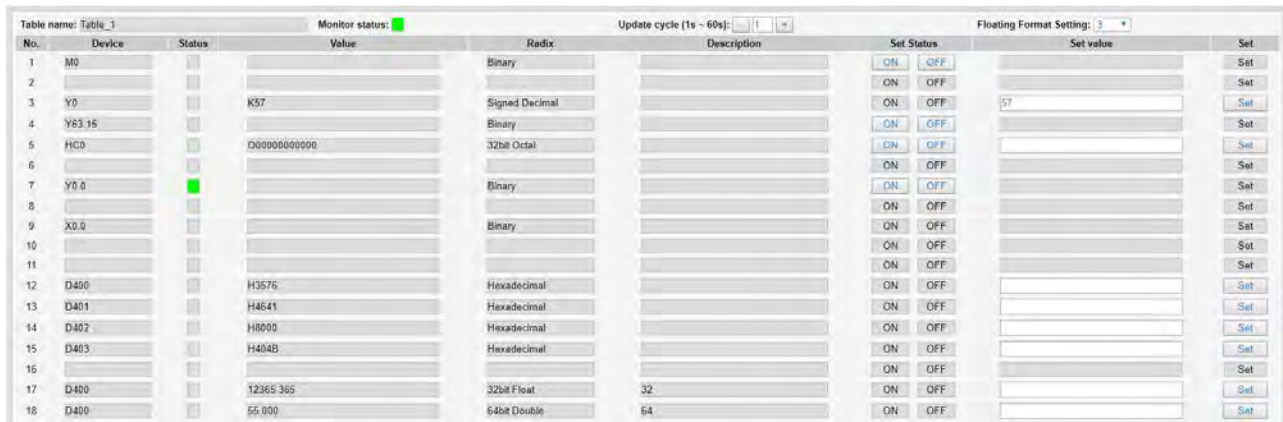 Table name: Table_1 Monitor status: Update cycle (1s ~ 60s): - 1 + Floating Format Setting: 3
No. Device Status Value Radix Description Set Status Set value Set
1 M0 Binary ON OFF Set
2 ON OFF Set
3 Y0 K57 Signed Decimal ON OFF 57 Set
4 Y63.15 Binary ON OFF Set
5 HC0 O00000000000 32bit Octal ON OFF Set
6 ON OFF Set
7 Y0.0 Binary ON OFF Set
8 ON OFF Set
9 X0.0 Binary ON OFF Set
10 ON OFF Set
11 ON OFF Set
12 D400 H3576 Hexadecimal ON OFF Set
13 D401 H4641 Hexadecimal ON OFF Set
14 D402 H8000 Hexadecimal ON OFF Set
15 D403 H404B Hexadecimal ON OFF Set
16 ON OFF Set
17 D400 12365.365 32bit Float 32 ON OFF Set
18 D400 55.000 64bit Double 64 ON OFF Set